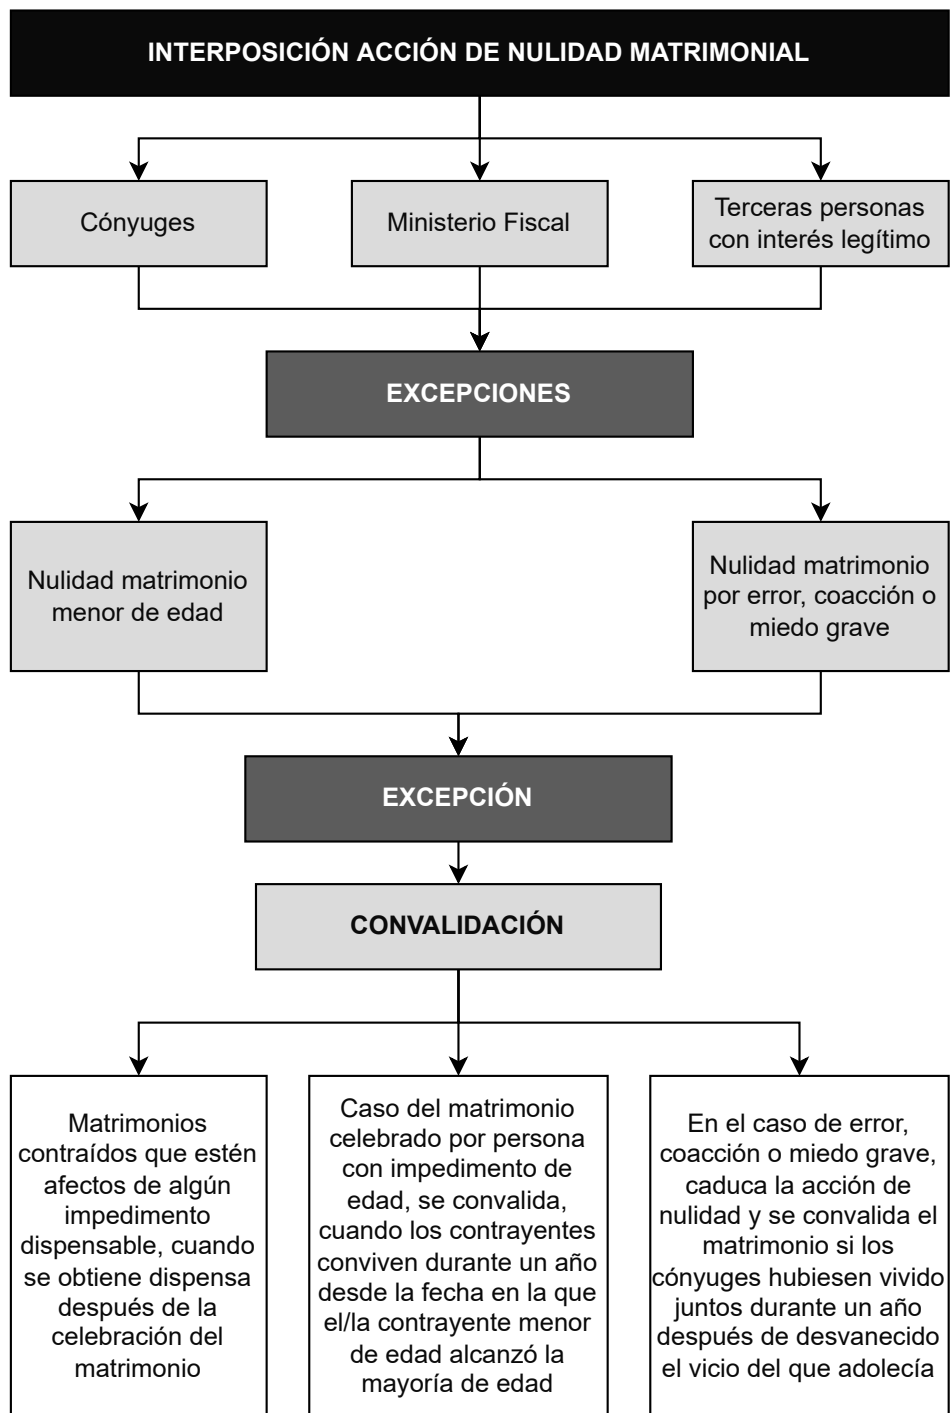 INTERPOSICIÓN ACCIÓN DE NULIDAD MATRIMONIAL
Cónyuges
Ministerio Fiscal
Terceras personas
con interés legítimo
EXCEPCIONES
Nulidad matrimonio
menor de edad
Nulidad matrimonio
por error, coacción o
miedo grave
EXCEPCIÓN
CONVALIDACIÓN
Matrimonios
contraídos que estén
afectos de algún
impedimento
dispensable, cuando
se obtiene dispensa
después de la
celebración del
matrimonio
Caso del matrimonio
celebrado por persona
con impedimento de
edad, se convalida,
cuando los contrayentes
conviven durante un año
desde la fecha en la que
el/la contrayente menor
de edad alcanzó la
mayoría de edad
En el caso de error,
coacción o miedo grave,
caduca la acción de
nulidad y se convalida el
matrimonio si los
cónyuges hubiesen vivido
juntos durante un año
después de desvanecido
el vicio del que adolecía